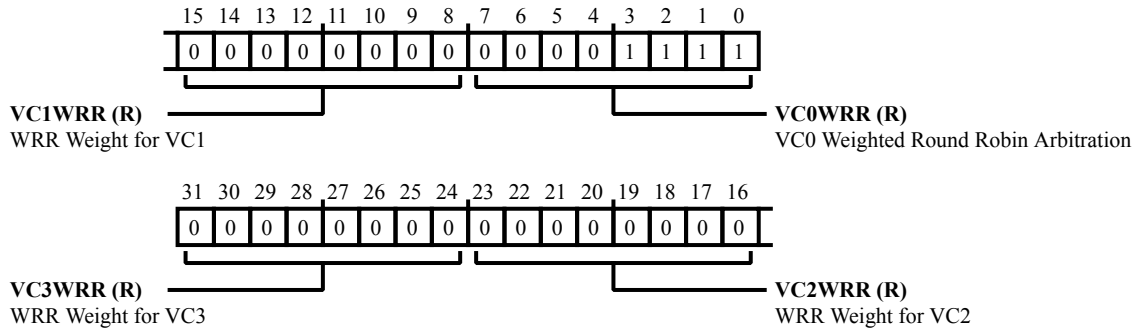 15 14 13 12 11 10 9 8 7 6 5 4 3 2 1 0
0 0 0 0 0 0 0 0 0 0 0 0 1 1 1 1
VC1WRR (R)
WRR Weight for VC1
VC0WRR (R)
VC0 Weighted Round Robin Arbitration
31 30 29 28 27 26 25 24 23 22 21 20 19 18 17 16
0 0 0 0 0 0 0 0 0 0 0 0 0 0 0 0
VC3WRR (R)
WRR Weight for VC3
VC2WRR (R)
WRR Weight for VC2